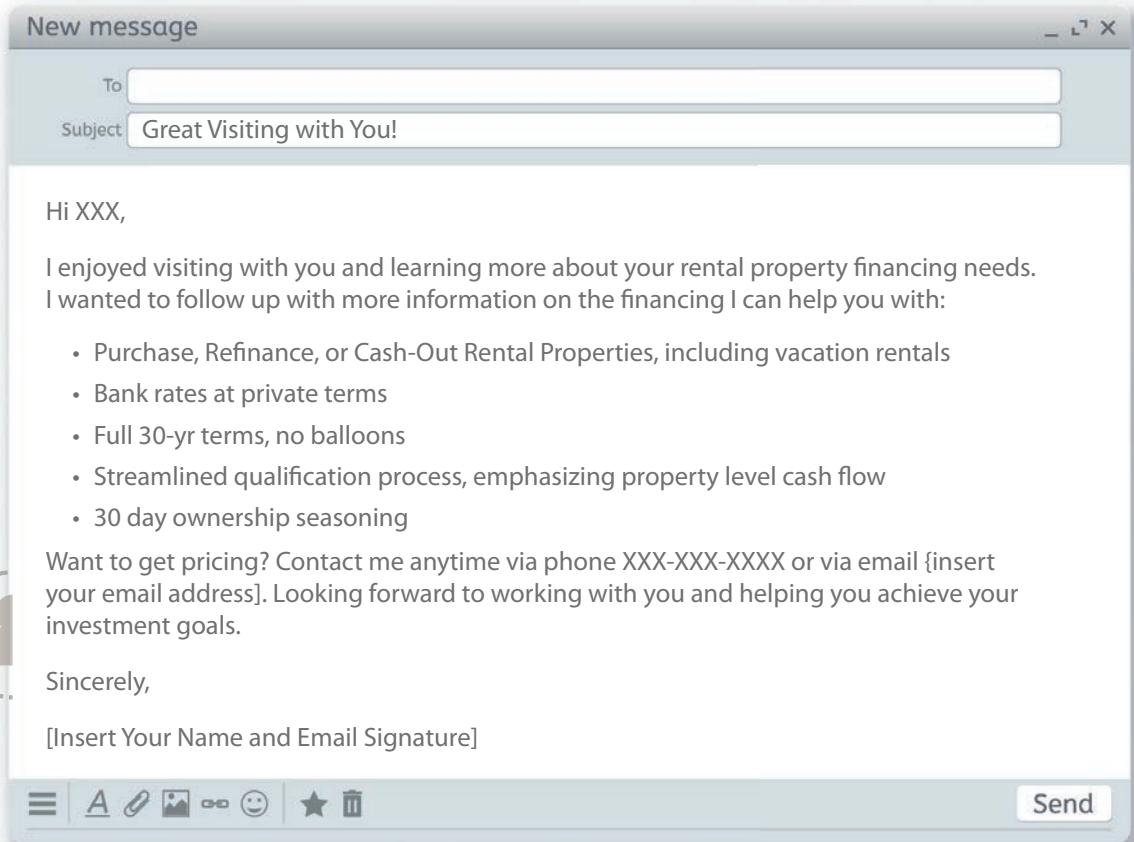 New message
To
Subject Great Visiting with You!
Hi XXX,
I enjoyed visiting with you and learning more about your rental property financing needs.
I wanted to follow up with more information on the financing I can help you with:
• Purchase, Refinance, or Cash-Out Rental Properties, including vacation rentals
• Bank rates at private terms
• Full 30-yr terms, no balloons
• Streamlined qualification process, emphasizing property level cash flow
• 30 day ownership seasoning
Want to get pricing? Contact me anytime via phone XXX-XXX-XXXX or via email {insert
your email address]. Looking forward to working with you and helping you achieve your
investment goals.
Sincerely,
[Insert Your Name and Email Signature]
A
Send